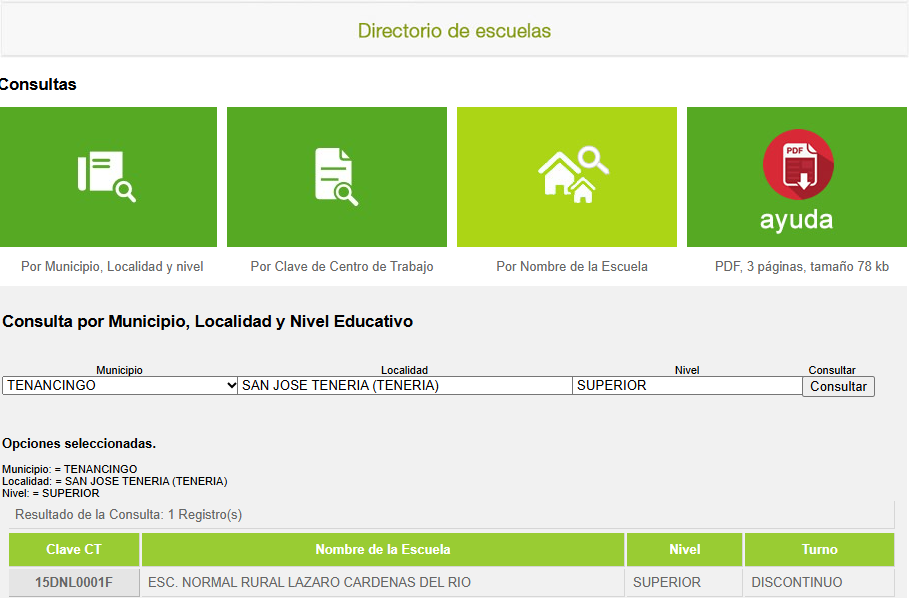 Directorio de escuelas
Consultas
PDF
ayuda
Por Municipio, Localidad y nivel
Por Clave de Centro de Trabajo
Por Nombre de la Escuela
PDF, 3 páginas, tamaño 78 kb
Consulta por Municipio, Localidad y Nivel Educativo
Municipio Localidad Nivel Consultar
TENANCINGO SAN JOSE TENERIA (TENERIA) SUPERIOR Consultar
Opciones seleccionadas.
Municipio: = TENANCINGO
Localidad: = SAN JOSE TENERIA (TENERIA)
Nivel: = SUPERIOR
Resultado de la Consulta: 1 Registro(s)
Clave CT Nombre de la Escuela Nivel Turno
15DNL0001F ESC. NORMAL RURAL LAZARO CARDENAS DEL RIO SUPERIOR DISCONTINUO